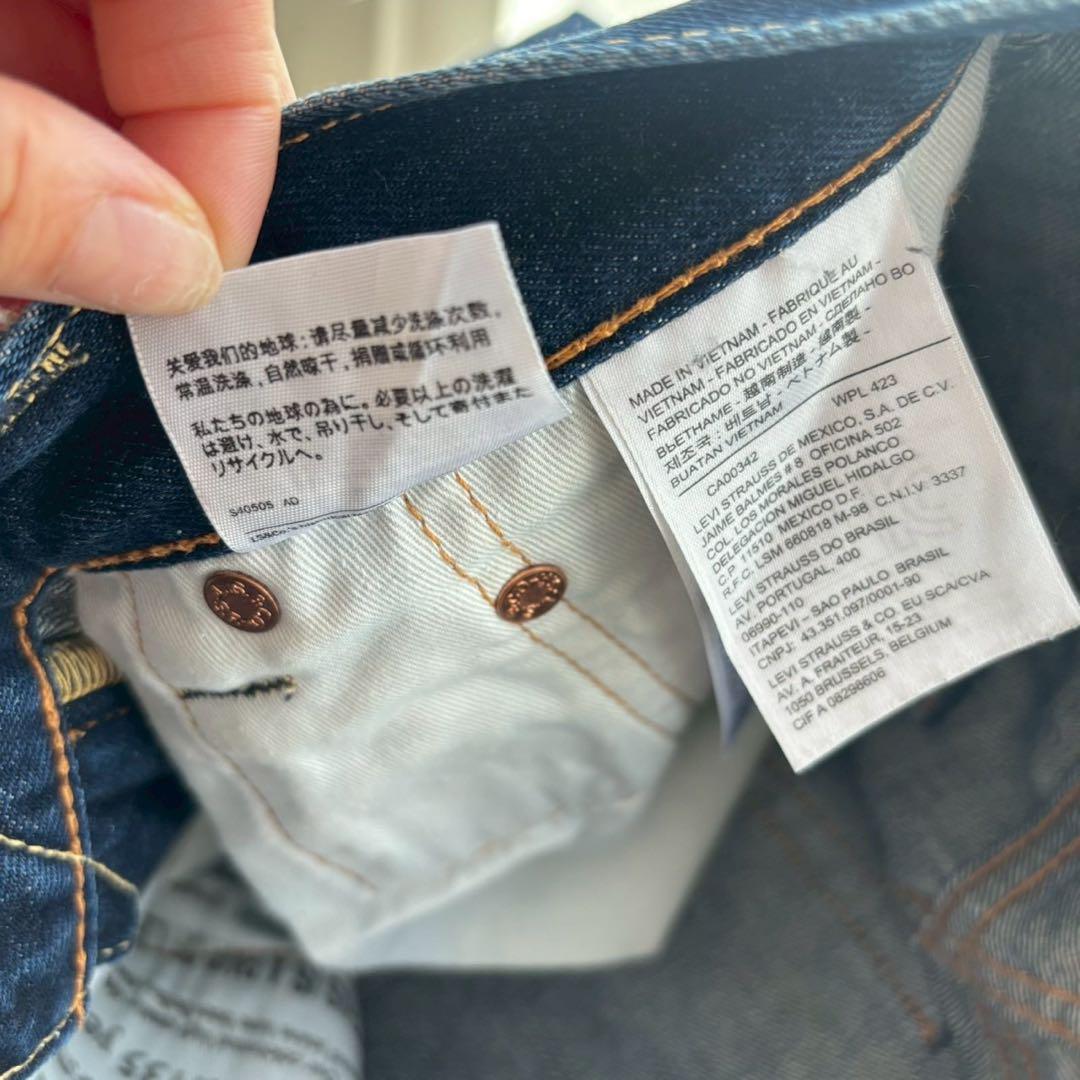 关爱我们的地球：请尽量减少洗涤次数，
常温洗涤，自然晾干，捐赠或循环利用
私たちの地球の為に。必要以上の洗濯
は避け、水で、吊り干し、そして寄付また
リサイクルへ。
S40505 AD
MADE IN VIETNAM - FABRIQUÉ AU
VIETNAM - FABRICADO EN VIETNAM -
FABRICADO NO VIETNAM - СДЕЛАНО ВО
ВЬЕТНАМЕ - 越南制造 - 越南製 -
제조국 : 베트남 - ベトナム製 -
BUATAN VIETNAM
CA00342 WPL 423
LEVI STRAUSS DE MEXICO, S.A. DE C.V.
JAIME BALMES # 8 OFICINA 502
COL. LOS MORALES POLANCO
DELEGACION MIGUEL HIDALGO
C.P. 11510 MEXICO D.F.
R.F.C. LSM 660818 M-98 C.N.I.V. 3337
LEVI STRAUSS DO BRASIL
AV. PORTUGAL, 400
06990-110
ITAPEVI - SAO PAULO BRASIL
CNPJ: 43.351.097/0001-90
LEVI STRAUSS & CO. EU SCA/CVA
AV. A. FRAITEUR, 15-23
1050 BRUSSELS, BELGIUM
CIF A 08298606